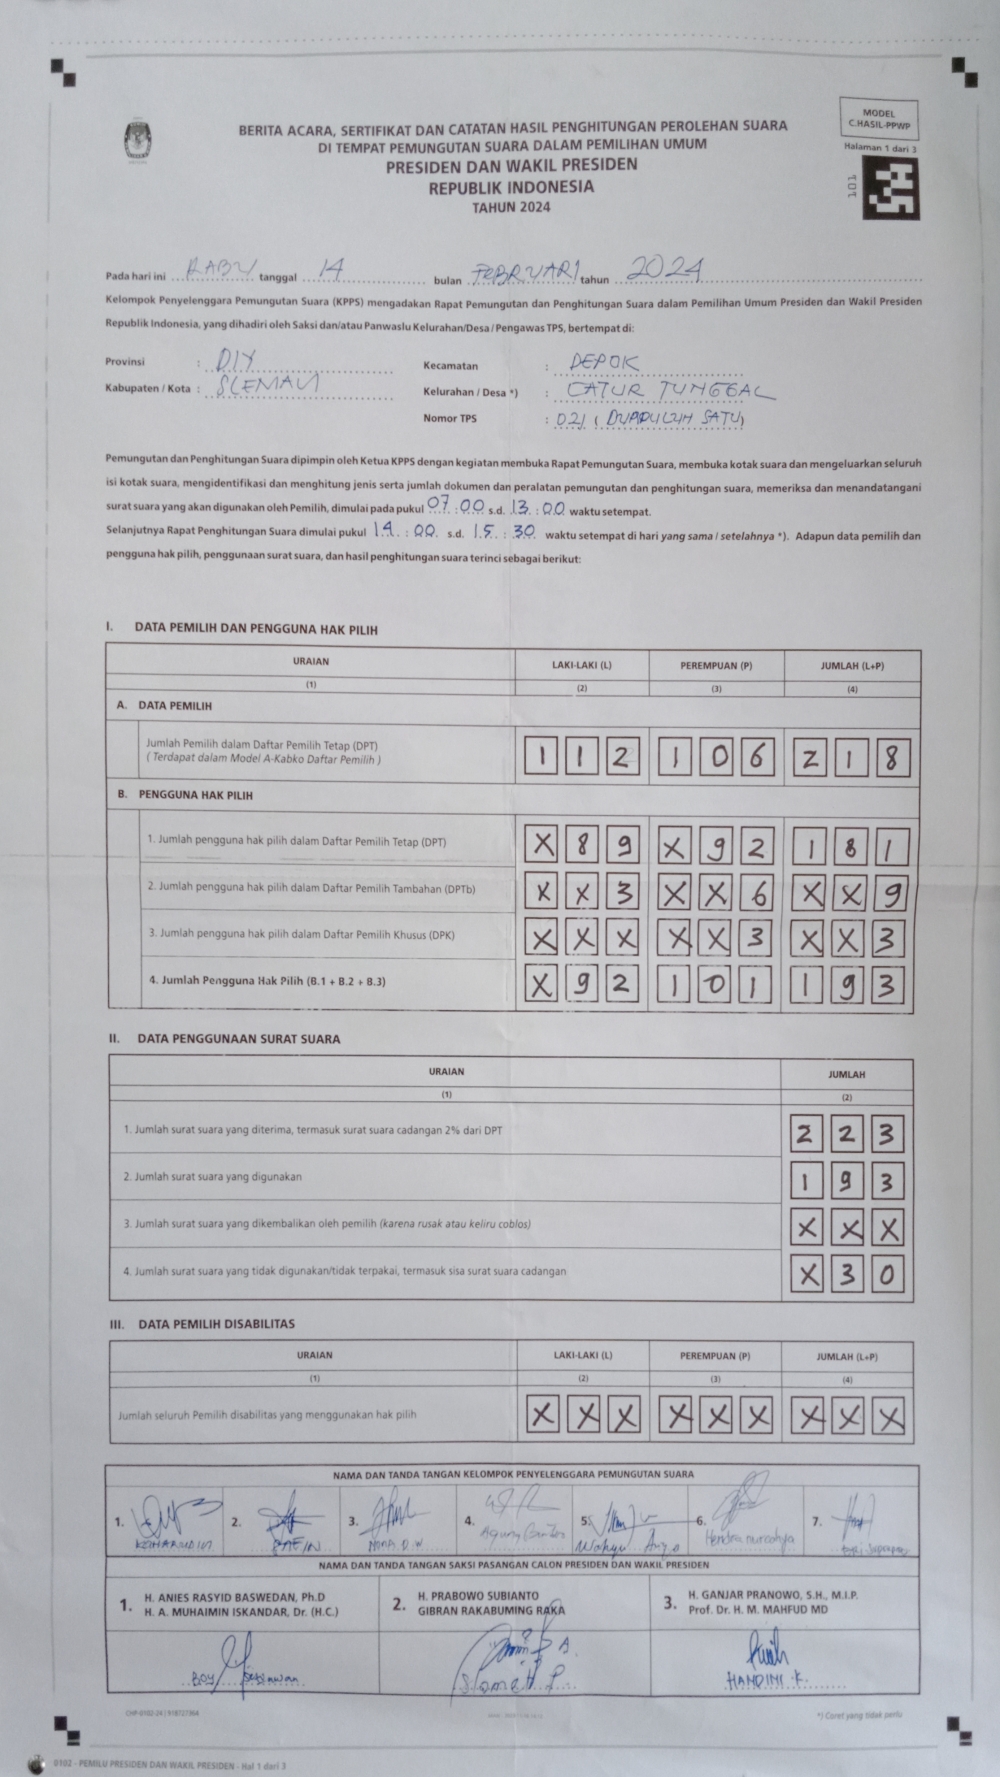 MODEL
C.HASIL-PPWP
Halaman 1 dari 3
101
BERITA ACARA, SERTIFIKAT DAN CATATAN HASIL PENGHITUNGAN PEROLEHAN SUARA
DI TEMPAT PEMUNGUTAN SUARA DALAM PEMILIHAN UMUM
PRESIDEN DAN WAKIL PRESIDEN
REPUBLIK INDONESIA
TAHUN 2024
Pada hari ini RABU tanggal 14 bulan FEBRUARI tahun 2024
Kelompok Penyelenggara Pemungutan Suara (KPPS) mengadakan Rapat Pemungutan dan Penghitungan Suara dalam Pemilihan Umum Presiden dan Wakil Presiden
Republik Indonesia, yang dihadiri oleh Saksi dan/atau Panwaslu Kelurahan/Desa / Pengawas TPS, bertempat di:
Provinsi : DIY Kecamatan : DEPOK
Kabupaten / Kota : SLEMAN Kelurahan / Desa *) : CATUR TUNGGAL
Nomor TPS : 021 ( DUAPULUH SATU)
Pemungutan dan Penghitungan Suara dipimpin oleh Ketua KPPS dengan kegiatan membuka Rapat Pemungutan Suara, membuka kotak suara dan mengeluarkan seluruh
isi kotak suara, mengidentifikasi dan menghitung jenis serta jumlah dokumen dan peralatan pemungutan dan penghitungan suara, memeriksa dan menandatangani
surat suara yang akan digunakan oleh Pemilih, dimulai pada pukul 07 : 00 s.d. 13 : 00 waktu setempat.
Selanjutnya Rapat Penghitungan Suara dimulai pukul 14 : 00 s.d. 15 : 30 waktu setempat di hari yang sama / setelahnya *). Adapun data pemilih dan
pengguna hak pilih, penggunaan surat suara, dan hasil penghitungan suara terinci sebagai berikut:
I. DATA PEMILIH DAN PENGGUNA HAK PILIH
URAIAN LAKI-LAKI (L) PEREMPUAN (P) JUMLAH (L+P)
(1) (2) (3) (4)
A. DATA PEMILIH
Jumlah Pemilih dalam Daftar Pemilih Tetap (DPT)
( Terdapat dalam Model A-Kabko Daftar Pemilih ) 1 1 2 1 0 6 2 1 8
B. PENGGUNA HAK PILIH
1. Jumlah pengguna hak pilih dalam Daftar Pemilih Tetap (DPT) X 8 9 X 9 2 1 8 1
2. Jumlah pengguna hak pilih dalam Daftar Pemilih Tambahan (DPTb) X X 3 X X 6 X X 9
3. Jumlah pengguna hak pilih dalam Daftar Pemilih Khusus (DPK) X X X X X 3 X X 3
4. Jumlah Pengguna Hak Pilih (B.1 + B.2 + B.3) X 9 2 1 0 1 1 9 3
II. DATA PENGGUNAAN SURAT SUARA
URAIAN JUMLAH
(1) (2)
1. Jumlah surat suara yang diterima, termasuk surat suara cadangan 2% dari DPT 2 2 3
2. Jumlah surat suara yang digunakan 1 9 3
3. Jumlah surat suara yang dikembalikan oleh pemilih (karena rusak atau keliru coblos) X X X
4. Jumlah surat suara yang tidak digunakan/tidak terpakai, termasuk sisa surat suara cadangan X 3 0
III. DATA PEMILIH DISABILITAS
URAIAN LAKI-LAKI (L) PEREMPUAN (P) JUMLAH (L+P)
(1) (2) (3) (4)
Jumlah seluruh Pemilih disabilitas yang menggunakan hak pilih X X X X X X X X X
NAMA DAN TANDA TANGAN KELOMPOK PENYELENGGARA PEMUNGUTAN SUARA
1. 2. 3. 4. 5. 6. 7.
KOMARUDIN NONA D.W Wahyu Hendra nurcahya
NAMA DAN TANDA TANGAN SAKSI PASANGAN CALON PRESIDEN DAN WAKIL PRESIDEN
1. H. ANIES RASYID BASWEDAN, Ph.D
H. A. MUHAIMIN ISKANDAR, Dr. (H.C.)
2. H. PRABOWO SUBIANTO
GIBRAN RAKABUMING RAKA
3. H. GANJAR PRANOWO, S.H., M.I.P.
Prof. Dr. H. M. MAHFUD MD
BOY Setiawan Slamet P. HANDINI K.
*) Coret yang tidak perlu
0102 - PEMILU PRESIDEN DAN WAKIL PRESIDEN - Hal 1 dari 3